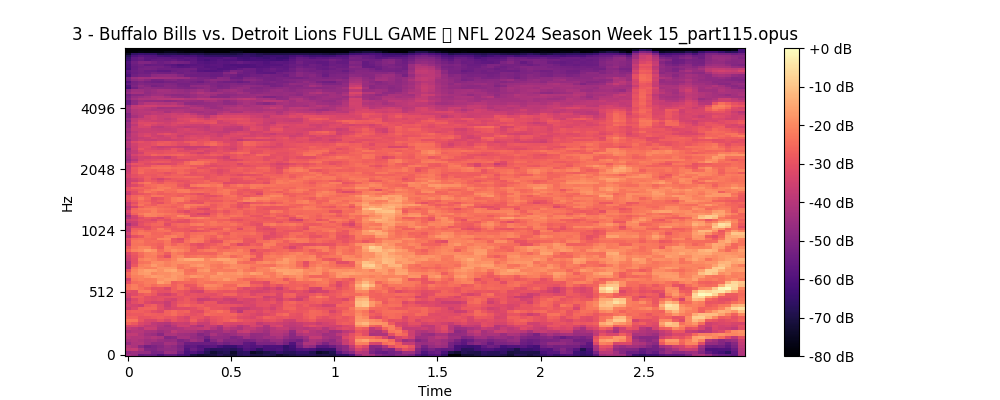 3 - Buffalo Bills vs. Detroit Lions FULL GAME ▯ NFL 2024 Season Week 15_part115.opus
+0 dB
4096
-10 dB
-20 dB
2048
-30 dB
Hz
-40 dB
1024
-50 dB
512
-60 dB
-70 dB
0
-80 dB
0 0.5 1 1.5 2 2.5
Time